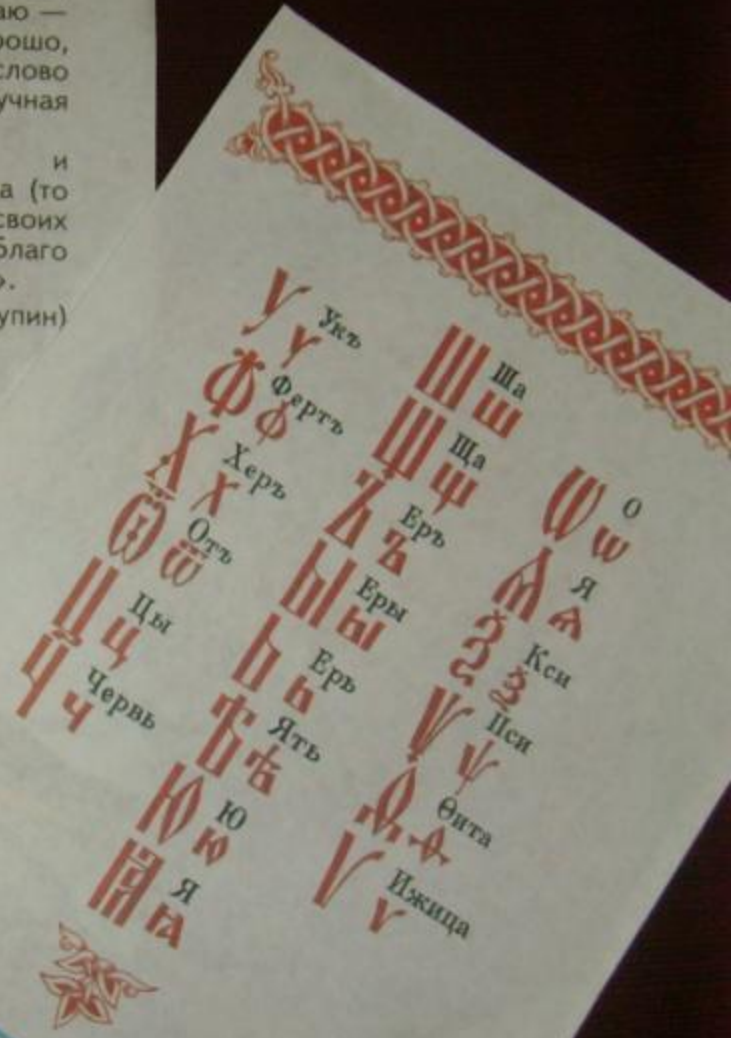 аю —
рошо,
слово
учная
и
а (то
своих
благо
».
упин)
У у Укъ
Ф ф Фертъ
Х х Херъ
Ѿ ѿ Отъ
Ц ц Цы
Ч ч Червь
Ш ш Ша
Щ щ Ща
Ъ ъ Еръ
Ы ы Еры
Ь ь Ерь
Ѣ ѣ Ять
Ю ю Ю
Ꙗ ꙗ Я
Ѡ ѡ О
Ѧ ѧ Я
Ѯ ѯ Кси
Ѱ ѱ Пси
Ѳ ѳ Ѳита
Ѵ ѵ Ижица